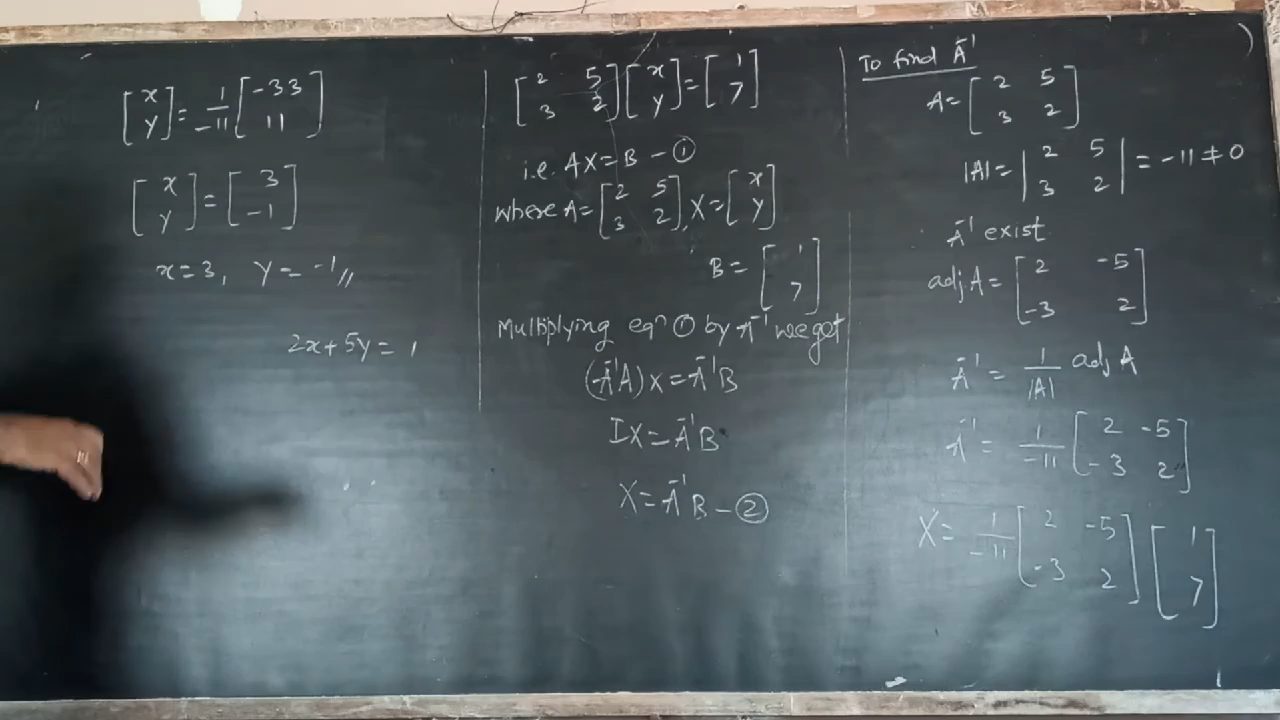 [x y] = 1/-11 [-33 11]
[x y] = [3 -1]
x=3, y=-1//
2x+5y=1
[2 5 3 2][x y]=[1 7]
i.e. AX=B - ①
where A=[2 5 3 2], X=[x y]
B=[1 7]
Multiplying eqⁿ ① by A⁻¹ we get
(A⁻¹A)X=A⁻¹B
IX=A⁻¹B
X=A⁻¹B - ②
To find A⁻¹
A=[2 5 3 2]
|A|=|2 5 3 2|=-11≠0
A⁻¹ exist
adj A=[2 -5 -3 2]
A⁻¹ = 1/|A| adj A
A⁻¹ = 1/-11 [2 -5 -3 2]
X= 1/-11 [2 -5 -3 2][1 7]